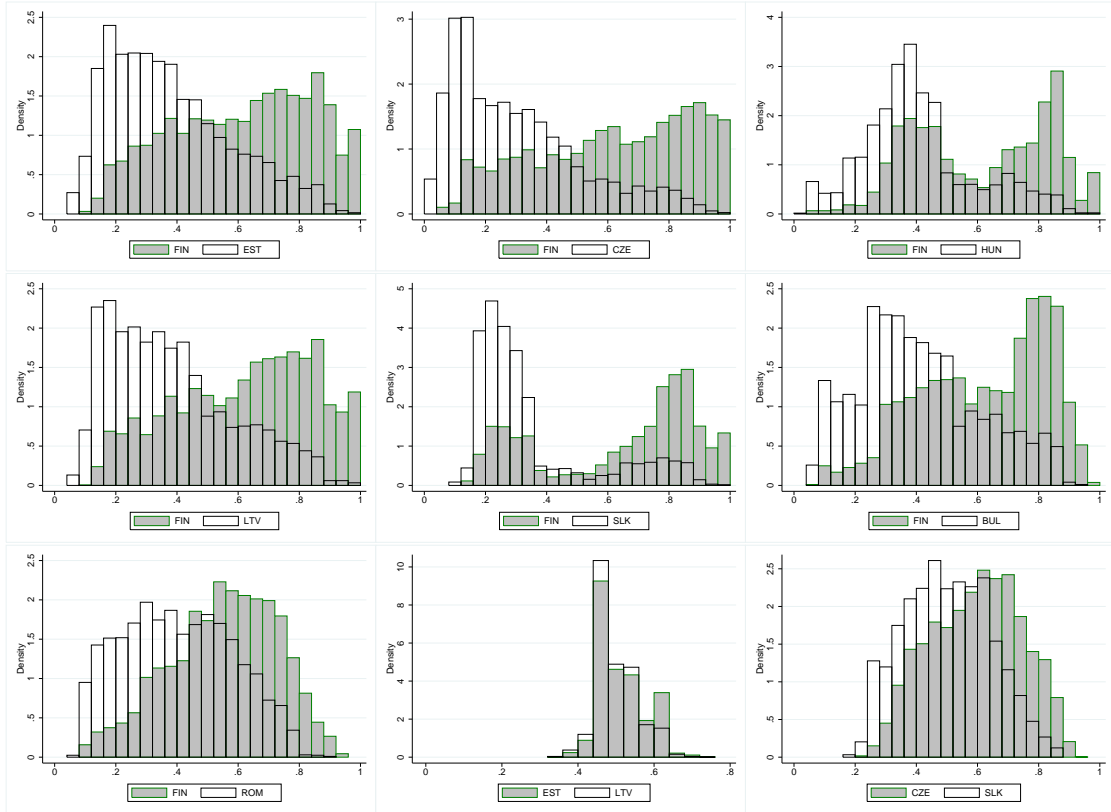 2.5
2
1.5
1
.5
0
Density
0 .2 .4 .6 .8 1
FIN EST
3
2
1
0
Density
0 .2 .4 .6 .8 1
FIN CZE
4
3
2
1
0
Density
0 .2 .4 .6 .8 1
FIN HUN
2.5
2
1.5
1
.5
0
Density
0 .2 .4 .6 .8 1
FIN LTV
5
4
3
2
1
0
Density
0 .2 .4 .6 .8 1
FIN SLK
2.5
2
1.5
1
.5
0
Density
0 .2 .4 .6 .8 1
FIN BUL
2.5
2
1.5
1
.5
0
Density
0 .2 .4 .6 .8 1
FIN ROM
10
8
6
4
2
0
Density
0 .2 .4 .6 .8
EST LTV
2.5
2
1.5
1
.5
0
Density
0 .2 .4 .6 .8 1
CZE SLK